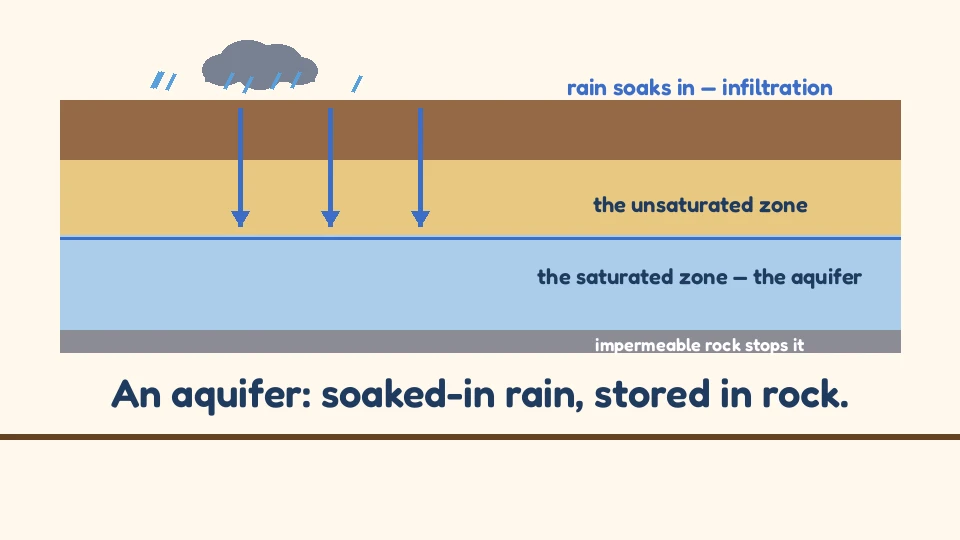 rain soaks in – infiltration
the unsaturated zone
the saturated zone – the aquifer
impermeable rock stops it
An aquifer: soaked-in rain, stored in rock.